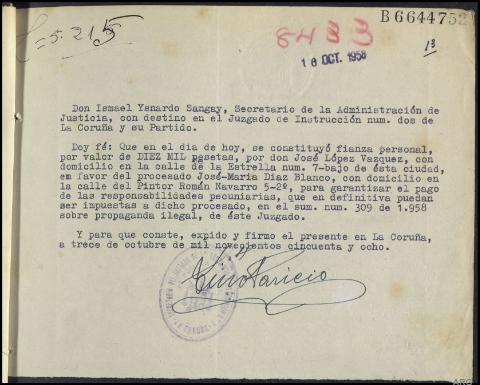 B6644752
=5.215
8433
16 OCT. 1958
18
Don Ismael Ysnardo Sangay, Secretario de la Administración de
Justicia, con destino en el Juzgado de Instrucción num. dos de
La Coruña y su Partido.
Doy fé: Que en el dia de hoy, se constituyó fianza personal,
por valor de DIEZ MIL pesetas, por don José López Vazquez, con
domicilio en la calle de la Estrella num. 7-bajo de ésta ciudad,
en favor del procesado José-Maria Diaz Blanco, con domicilio en
la calle del Pintor Román Navarro 5-2º, para garantizar el pago
de las responsabilidades pecuniarias, que en definitiva puedan
ser impuestas a dicho procesado, en el sum. num. 309 de 1.958
sobre propaganda ilegal, de éste Juzgado.
Y para que conste, expido y firmo el presente en La Coruña,
a trece de octubre de mil novecientos cincuenta y ocho.